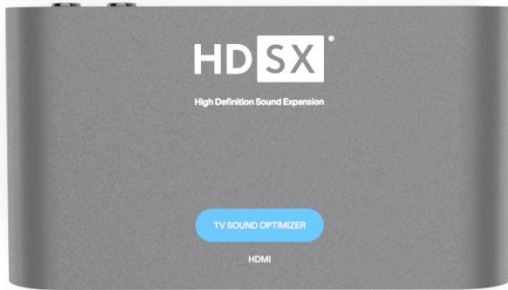 HDSX
High Definition Sound Expansion
TV SOUND OPTIMIZER
HDMI